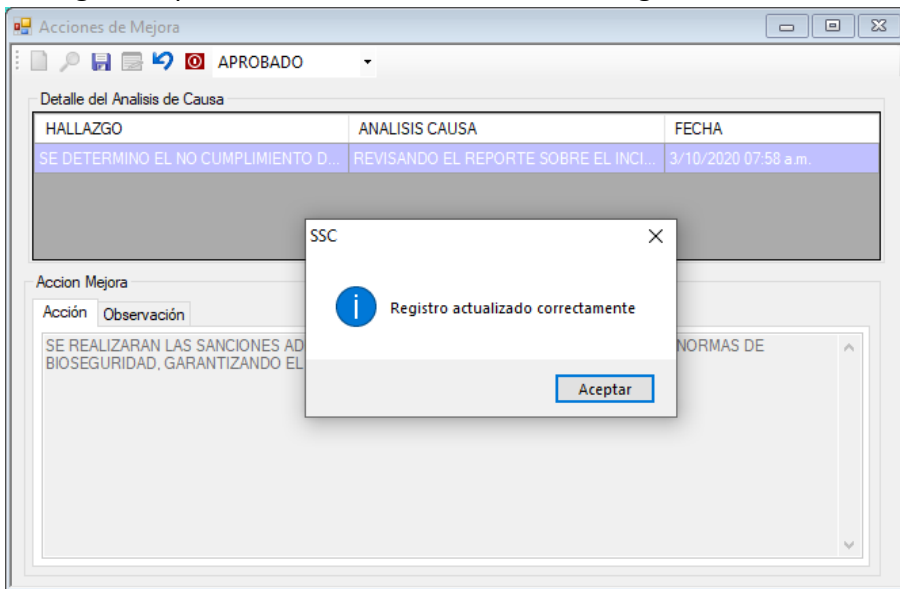 Acciones de Mejora
APROBADO
Detalle del Analisis de Causa
HALLAZGO ANALISIS CAUSA FECHA
SE DETERMINO EL NO CUMPLIMIENTO D... REVISANDO EL REPORTE SOBRE EL INCI... 3/10/2020 07:58 a.m.
SSC
Registro actualizado correctamente
Aceptar
Accion Mejora
Acción Observación
SE REALIZARAN LAS SANCIONES AD NORMAS DE
BIOSEGURIDAD, GARANTIZANDO EL